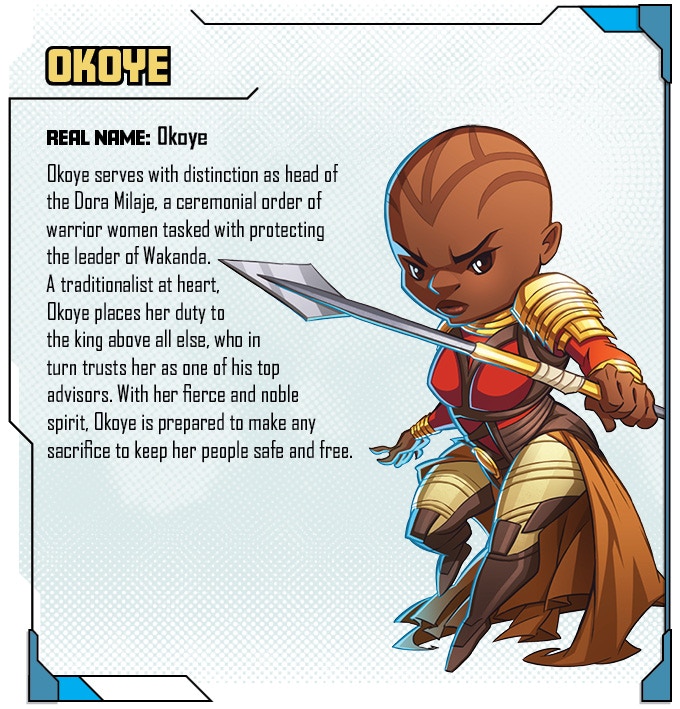 OKOYE
REAL NAME: Okoye
Okoye serves with distinction as head of
the Dora Milaje, a ceremonial order of
warrior women tasked with protecting
the leader of Wakanda.
A traditionalist at heart,
Okoye places her duty to
the king above all else, who in
turn trusts her as one of his top
advisors. With her fierce and noble
spirit, Okoye is prepared to make any
sacrifice to keep her people safe and free.